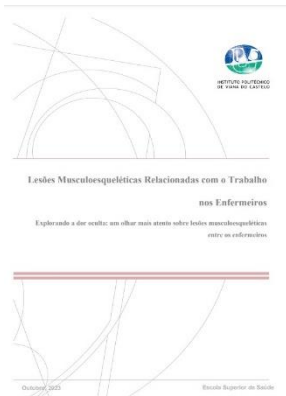 INSTITUTO POLITÉCNICO
DE VIANA DO CASTELO
Lesões Musculoesqueléticas Relacionadas com o Trabalho
nos Enfermeiros
Explorando a dor oculta: um olhar mais atento sobre lesões musculoesqueléticas
entre os enfermeiros
Outubro, 2023
Escola Superior de Saúde